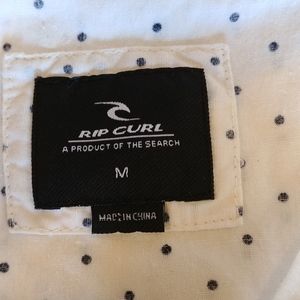 RIP CURL
A PRODUCT OF THE SEARCH
M
MADE IN CHINA